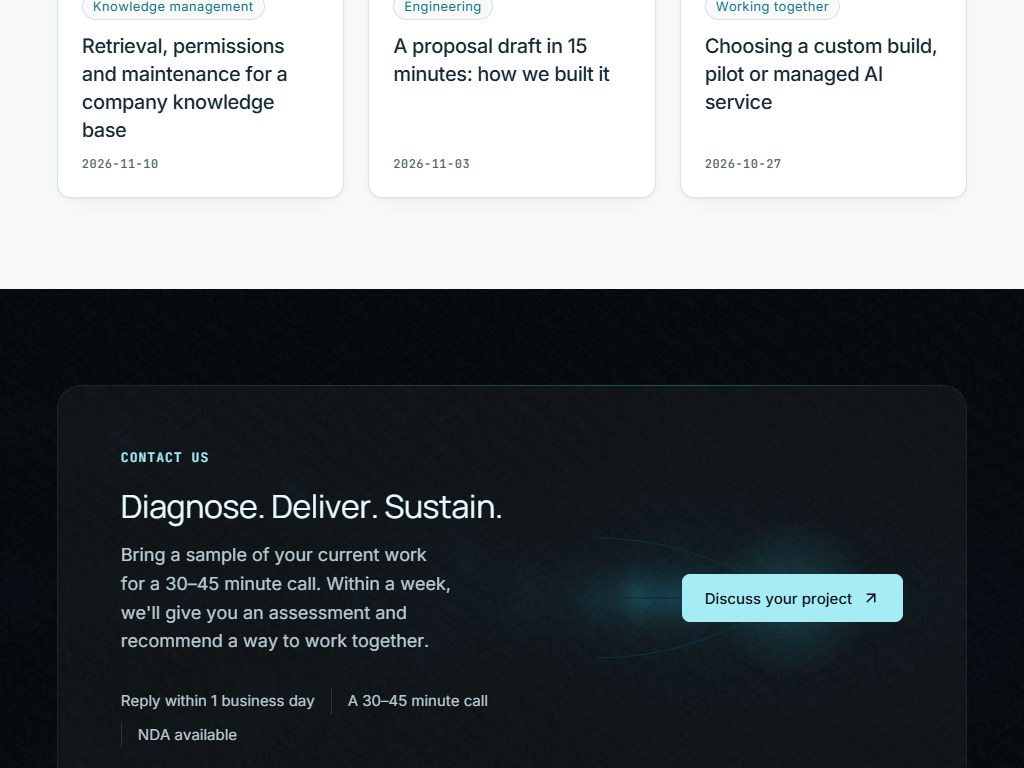 Knowledge management
Retrieval, permissions
and maintenance for a
company knowledge
base
2026-11-10
Engineering
A proposal draft in 15
minutes: how we built it
2026-11-03
Working together
Choosing a custom build,
pilot or managed AI
service
2026-10-27
CONTACT US
Diagnose. Deliver. Sustain.
Bring a sample of your current work
for a 30–45 minute call. Within a week,
we'll give you an assessment and
recommend a way to work together.
Discuss your project
Reply within 1 business day
A 30–45 minute call
NDA available